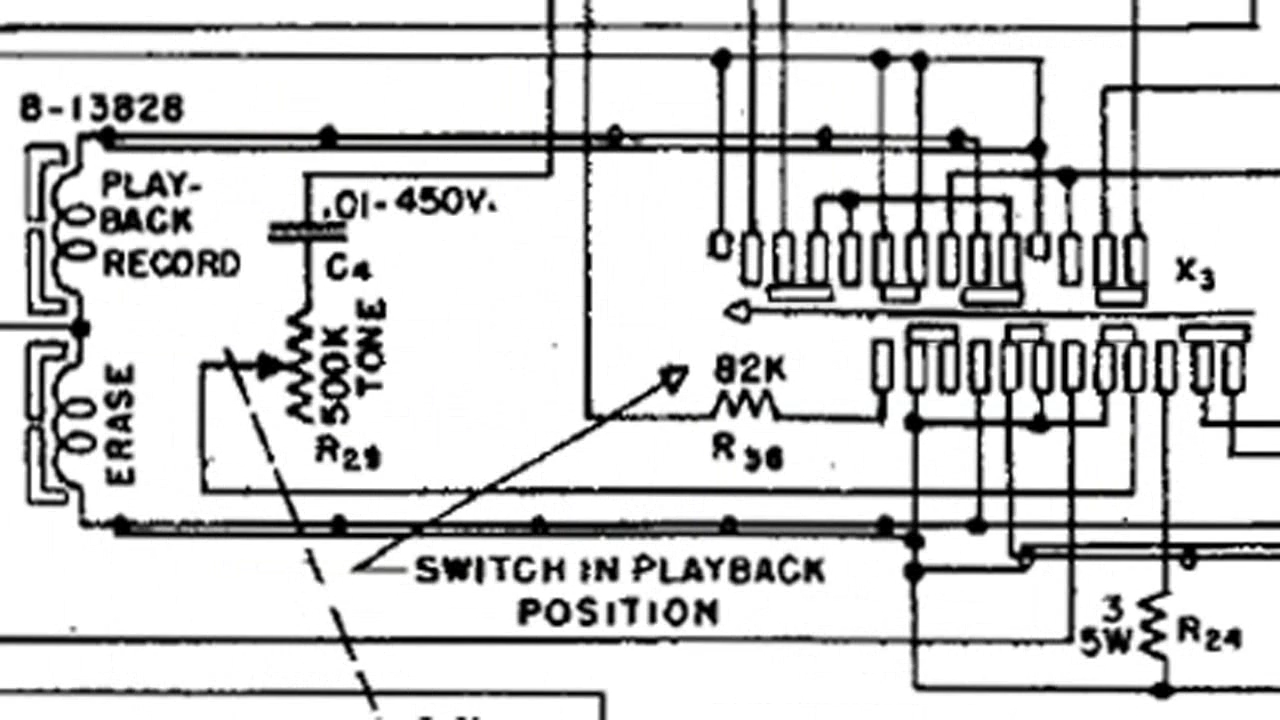 B-13828
PLAY-
BACK
RECORD
.01-450V.
C4
500K
TONE
R29
ERASE
82K
R36
X3
SWITCH IN PLAYBACK
POSITION
3
5W
R24